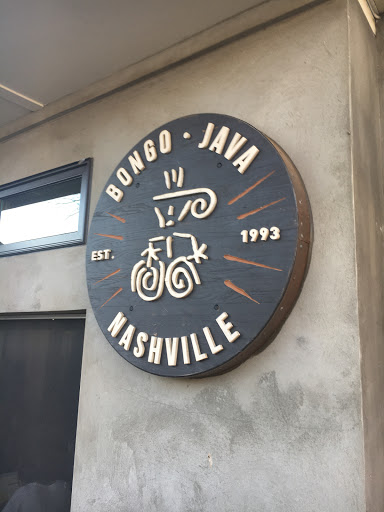 BONGO · JAVA
EST. 1993
NASHVILLE